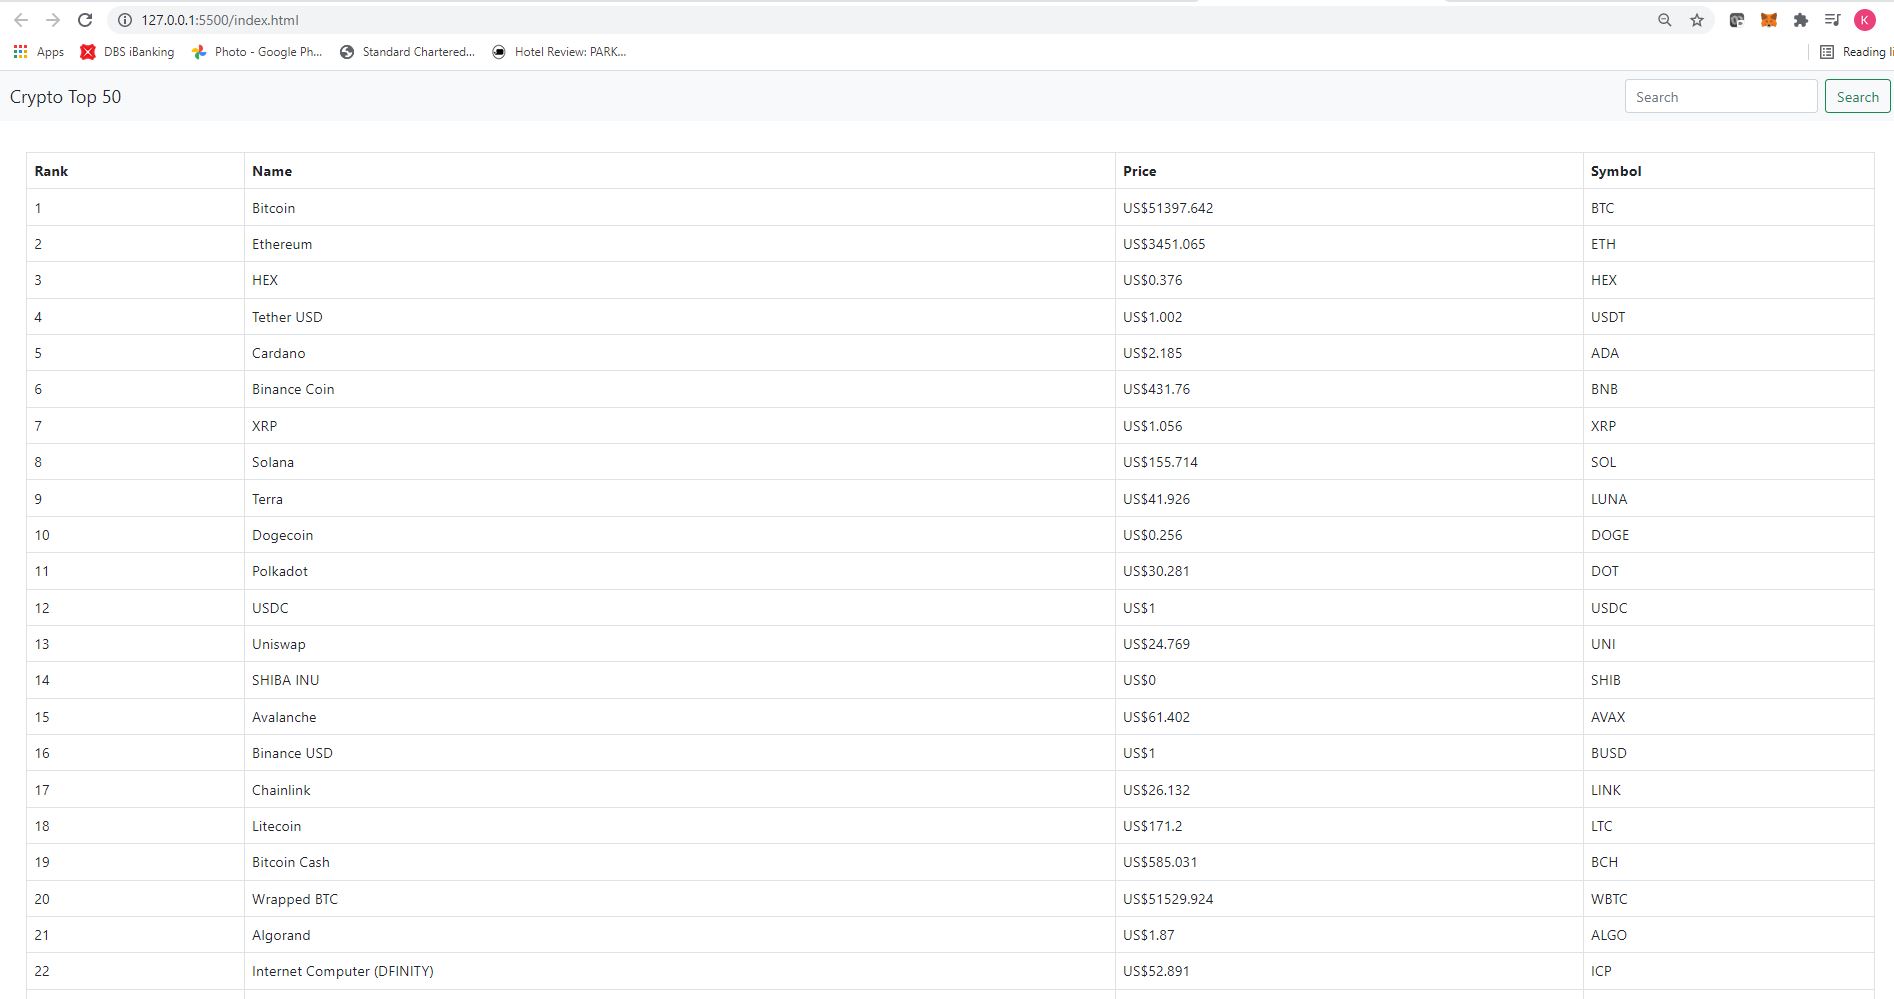 127.0.0.1:5500/index.html K
Apps DBS iBanking Photo - Google Ph... Standard Chartered... Hotel Review: PARK... Reading li
Crypto Top 50 Search Search
Rank Name Price Symbol
1 Bitcoin US$51397.642 BTC
2 Ethereum US$3451.065 ETH
3 HEX US$0.376 HEX
4 Tether USD US$1.002 USDT
5 Cardano US$2.185 ADA
6 Binance Coin US$431.76 BNB
7 XRP US$1.056 XRP
8 Solana US$155.714 SOL
9 Terra US$41.926 LUNA
10 Dogecoin US$0.256 DOGE
11 Polkadot US$30.281 DOT
12 USDC US$1 USDC
13 Uniswap US$24.769 UNI
14 SHIBA INU US$0 SHIB
15 Avalanche US$61.402 AVAX
16 Binance USD US$1 BUSD
17 Chainlink US$26.132 LINK
18 Litecoin US$171.2 LTC
19 Bitcoin Cash US$585.031 BCH
20 Wrapped BTC US$51529.924 WBTC
21 Algorand US$1.87 ALGO
22 Internet Computer (DFINITY) US$52.891 ICP